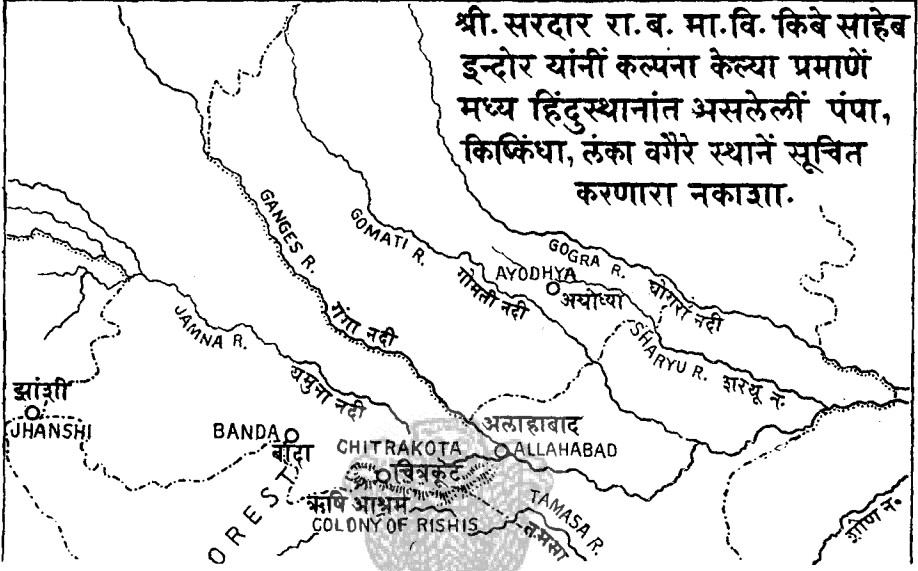 श्री. सरदार रा. ब. मा. वि. किबे साहेब
इन्दोर यांनीं कल्पना केल्या प्रमाणें
मध्य हिंदुस्थानांत असलेलीं पंपा,
किष्किंधा, लंका वगैरे स्थानें सूचित
करणारा नकाशा.
GANGES R.
GOMATI R.
GOGRA R.
AYODHYA
अयोध्या
घोगरा नदी
गोमती नदी
JAMNA R.
गंगा नदी
SHARYU R.
शरयू न.
यमुना नदी
झांशी
JHANSHI
BANDA
बांदा
अलाहाबाद
ALLAHABAD
CHITRAKOTA
चित्रकूट
ऋषि आश्रम
COLONY OF RISHIS
TAMASA R.
तमसा
शोण न.
OREST